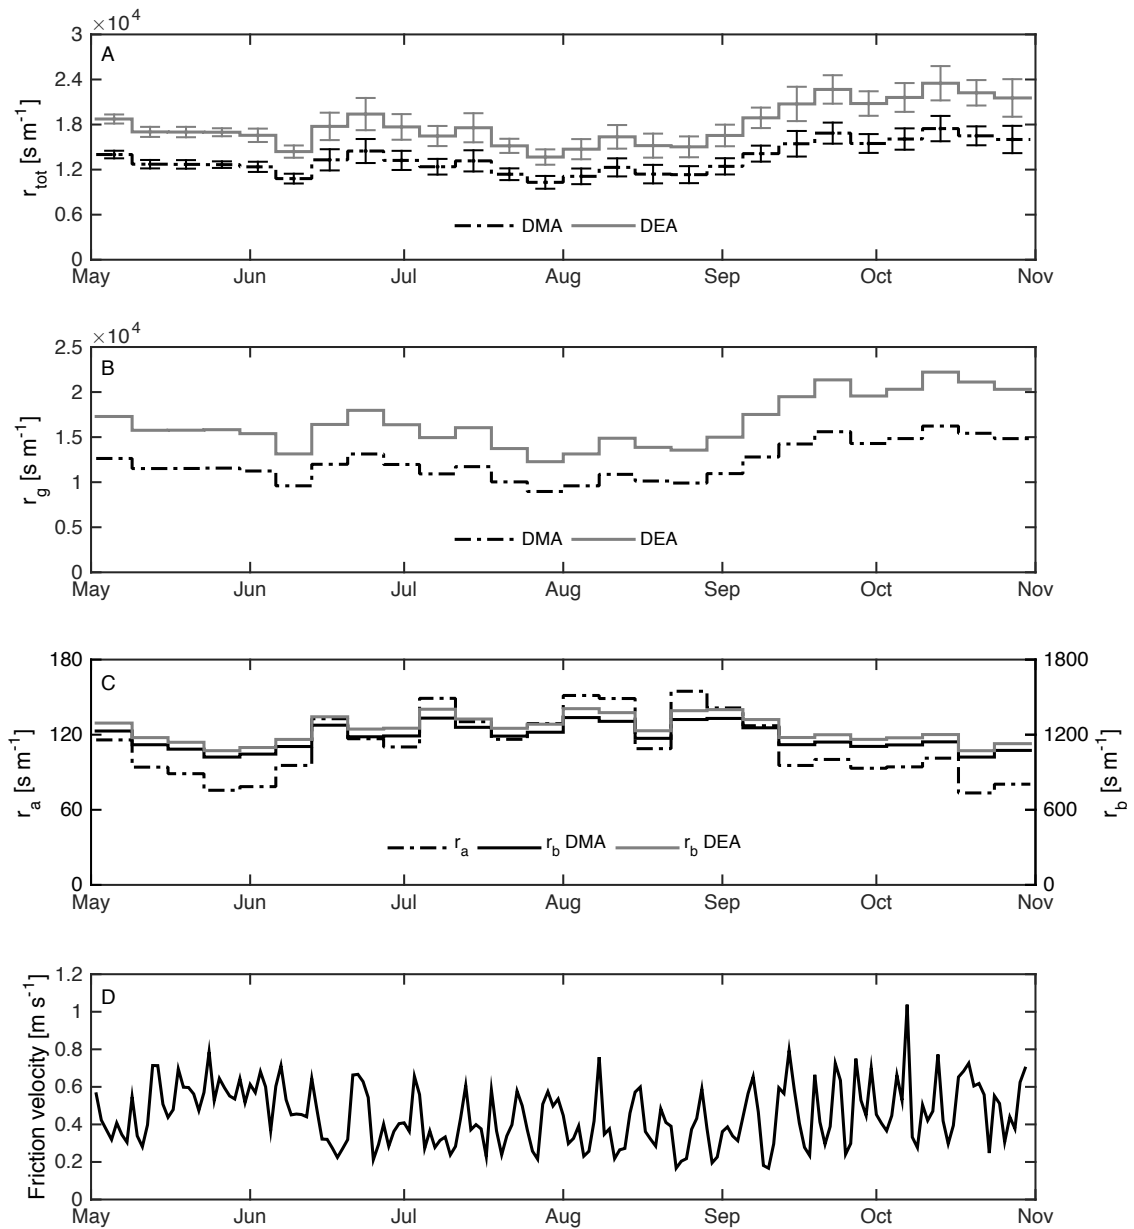 ×10⁴
A
3
2.4
1.8
1.2
0.6
0
r_tot [s m⁻¹]
DMA DEA
May Jun Jul Aug Sep Oct Nov
×10⁴
B
2.5
2
1.5
1
0.5
0
r_g [s m⁻¹]
DMA DEA
May Jun Jul Aug Sep Oct Nov
C
180 1800
120 1200
60 600
0 0
r_a [s m⁻¹]
r_b [s m⁻¹]
r_a r_b DMA r_b DEA
May Jun Jul Aug Sep Oct Nov
D
1.2
1
0.8
0.6
0.4
0.2
0
Friction velocity [m s⁻¹]
May Jun Jul Aug Sep Oct Nov